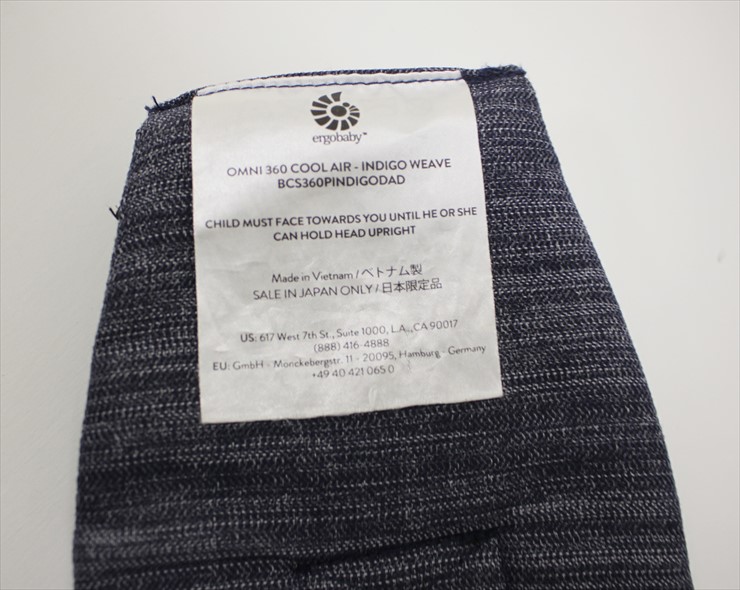 ergobaby™
OMNI 360 COOL AIR - INDIGO WEAVE
BCS360PINDIGODAD
CHILD MUST FACE TOWARDS YOU UNTIL HE OR SHE
CAN HOLD HEAD UPRIGHT
Made in Vietnam / ベトナム製
SALE IN JAPAN ONLY / 日本限定品
US: 617 West 7th St., Suite 1000, L.A., CA 90017
(888) 416-4888
EU: GmbH - Monckebergstr. 11 - 20095, Hamburg - Germany
+49 40 421 065 0